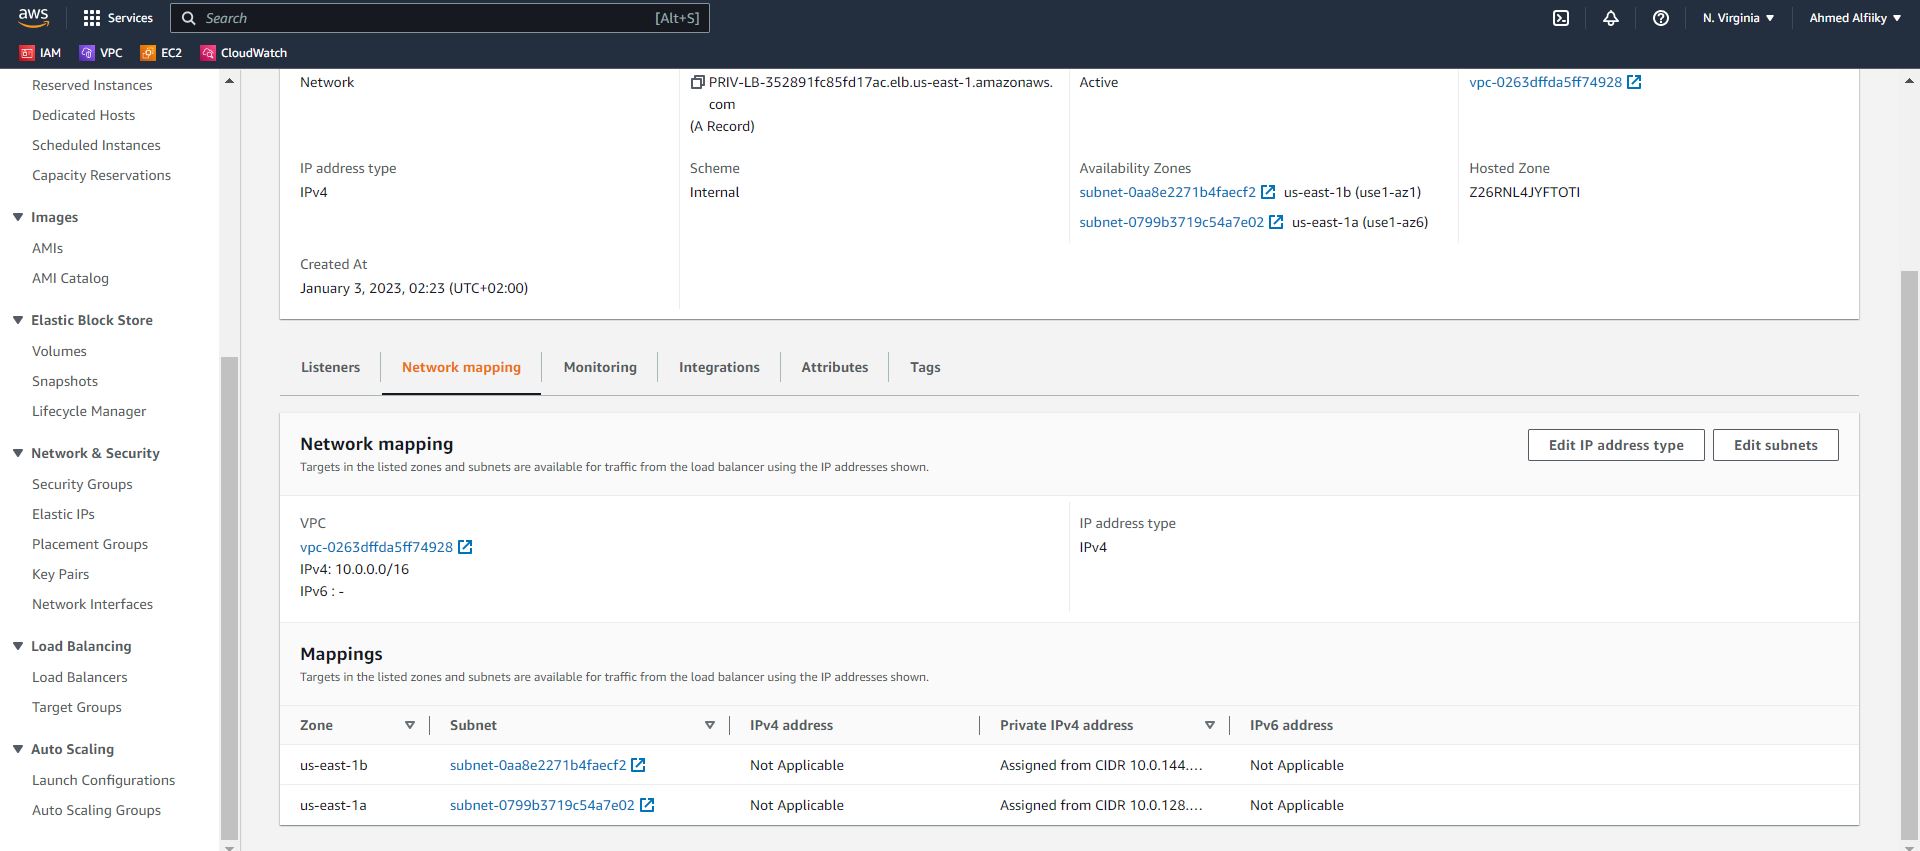 aws
Services
Search
[Alt+S]
N. Virginia
Ahmed Alfiiky
IAM
VPC
EC2
CloudWatch
Reserved Instances
Dedicated Hosts
Scheduled Instances
Capacity Reservations
Images
AMIs
AMI Catalog
Elastic Block Store
Volumes
Snapshots
Lifecycle Manager
Network & Security
Security Groups
Elastic IPs
Placement Groups
Key Pairs
Network Interfaces
Load Balancing
Load Balancers
Target Groups
Auto Scaling
Launch Configurations
Auto Scaling Groups
Network
PRIV-LB-352891fc85fd17ac.elb.us-east-1.amazonaws.
com
(A Record)
Active
vpc-0263dffda5ff74928
IP address type
IPv4
Scheme
Internal
Availability Zones
subnet-0aa8e2271b4faecf2 us-east-1b (use1-az1)
subnet-0799b3719c54a7e02 us-east-1a (use1-az6)
Hosted Zone
Z26RNL4JYFTOTI
Created At
January 3, 2023, 02:23 (UTC+02:00)
Listeners
Network mapping
Monitoring
Integrations
Attributes
Tags
Network mapping
Targets in the listed zones and subnets are available for traffic from the load balancer using the IP addresses shown.
Edit IP address type
Edit subnets
VPC
vpc-0263dffda5ff74928
IPv4: 10.0.0.0/16
IPv6 : -
IP address type
IPv4
Mappings
Targets in the listed zones and subnets are available for traffic from the load balancer using the IP addresses shown.
Zone Subnet IPv4 address Private IPv4 address IPv6 address
us-east-1b subnet-0aa8e2271b4faecf2 Not Applicable Assigned from CIDR 10.0.144.... Not Applicable
us-east-1a subnet-0799b3719c54a7e02 Not Applicable Assigned from CIDR 10.0.128.... Not Applicable